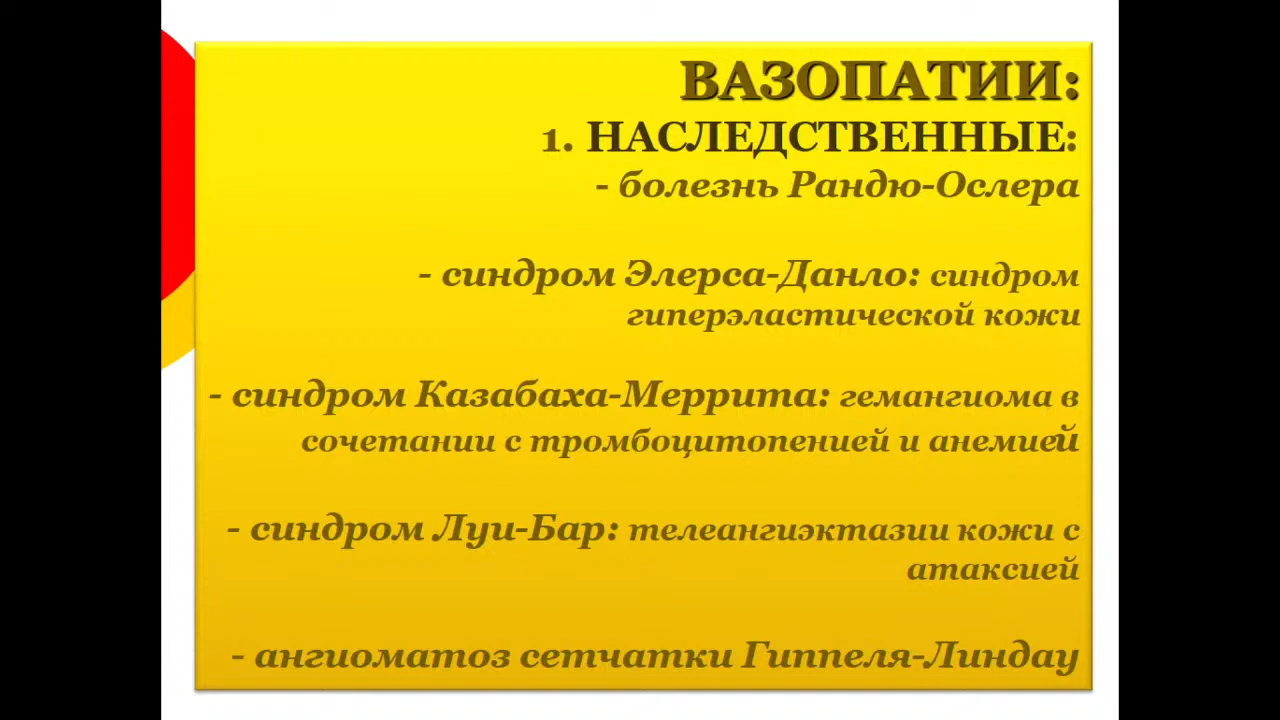 ВАЗОПАТИИ:
1. НАСЛЕДСТВЕННЫЕ:
- болезнь Рандю-Ослера
- синдром Элерса-Данло: синдром
гиперэластической кожи
- синдром Казабаха-Меррита: гемангиома в
сочетании с тромбоцитопенией и анемией
- синдром Луи-Бар: телеангиэктазии кожи с
атаксией
- ангиоматоз сетчатки Гиппеля-Линдау